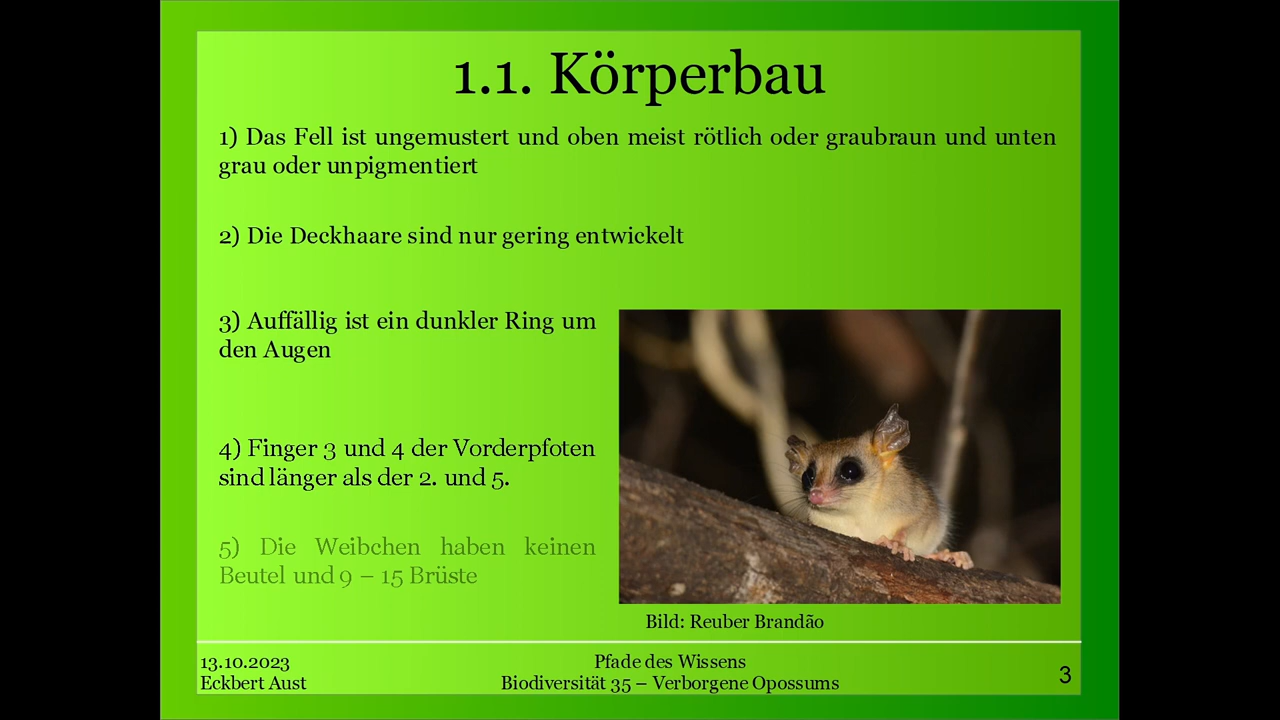 1.1. Körperbau
1) Das Fell ist ungemustert und oben meist rötlich oder graubraun und unten
grau oder unpigmentiert
2) Die Deckhaare sind nur gering entwickelt
3) Auffällig ist ein dunkler Ring um
den Augen
4) Finger 3 und 4 der Vorderpfoten
sind länger als der 2. und 5.
5) Die Weibchen haben keinen
Beutel und 9 – 15 Brüste
Bild: Reuber Brandão
13.10.2023
Eckbert Aust
Pfade des Wissens
Biodiversität 35 – Verborgene Opossums
3